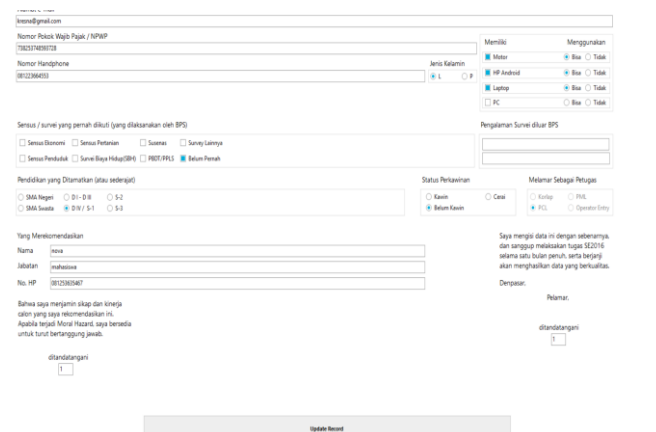 kresna@gmail.com
Nomor Pokok Wajib Pajak / NPWP
Nomor Handphone
081223664553
Jenis Kelamin
L P
Memiliki Menggunakan
Motor Bisa Tidak
HP Android Bisa Tidak
Laptop Bisa Tidak
PC Bisa Tidak
Sensus / survei yang pernah diikuti (yang dilaksanakan oleh BPS)
Sensus Ekonomi Sensus Pertanian Susenas Survey Lainnya
Sensus Penduduk Survei Biaya Hidup(SBH) PBDT/PPLS Belum Pernah
Pengalaman Survei diluar BPS
Pendidikan yang Ditamatkan (atau sederajat)
SMA Negeri D I - D III S-2
SMA Swasta D IV / S-1 S-3
Status Perkawinan
Kawin Cerai
Belum Kawin
Melamar Sebagai Petugas
Kortap PML
PCL Operator Entry
Yang Merekomendasikan
Nama nova
Jabatan mahasiswa
No. HP 081253635467
Bahwa saya menjamin sikap dan kinerja
calon yang saya rekomendasikan ini.
Apabila terjadi Moral Hazard, saya bersedia
untuk turut bertanggung jawab.
ditandatangani
1
Saya mengisi data ini dengan sebenarnya,
dan sanggup melaksakan tugas SE2016
selama satu bulan penuh, serta berjanji
akan menghasilkan data yang berkualitas.
Denpasar,
Pelamar,
ditandatangani
1
Update Record